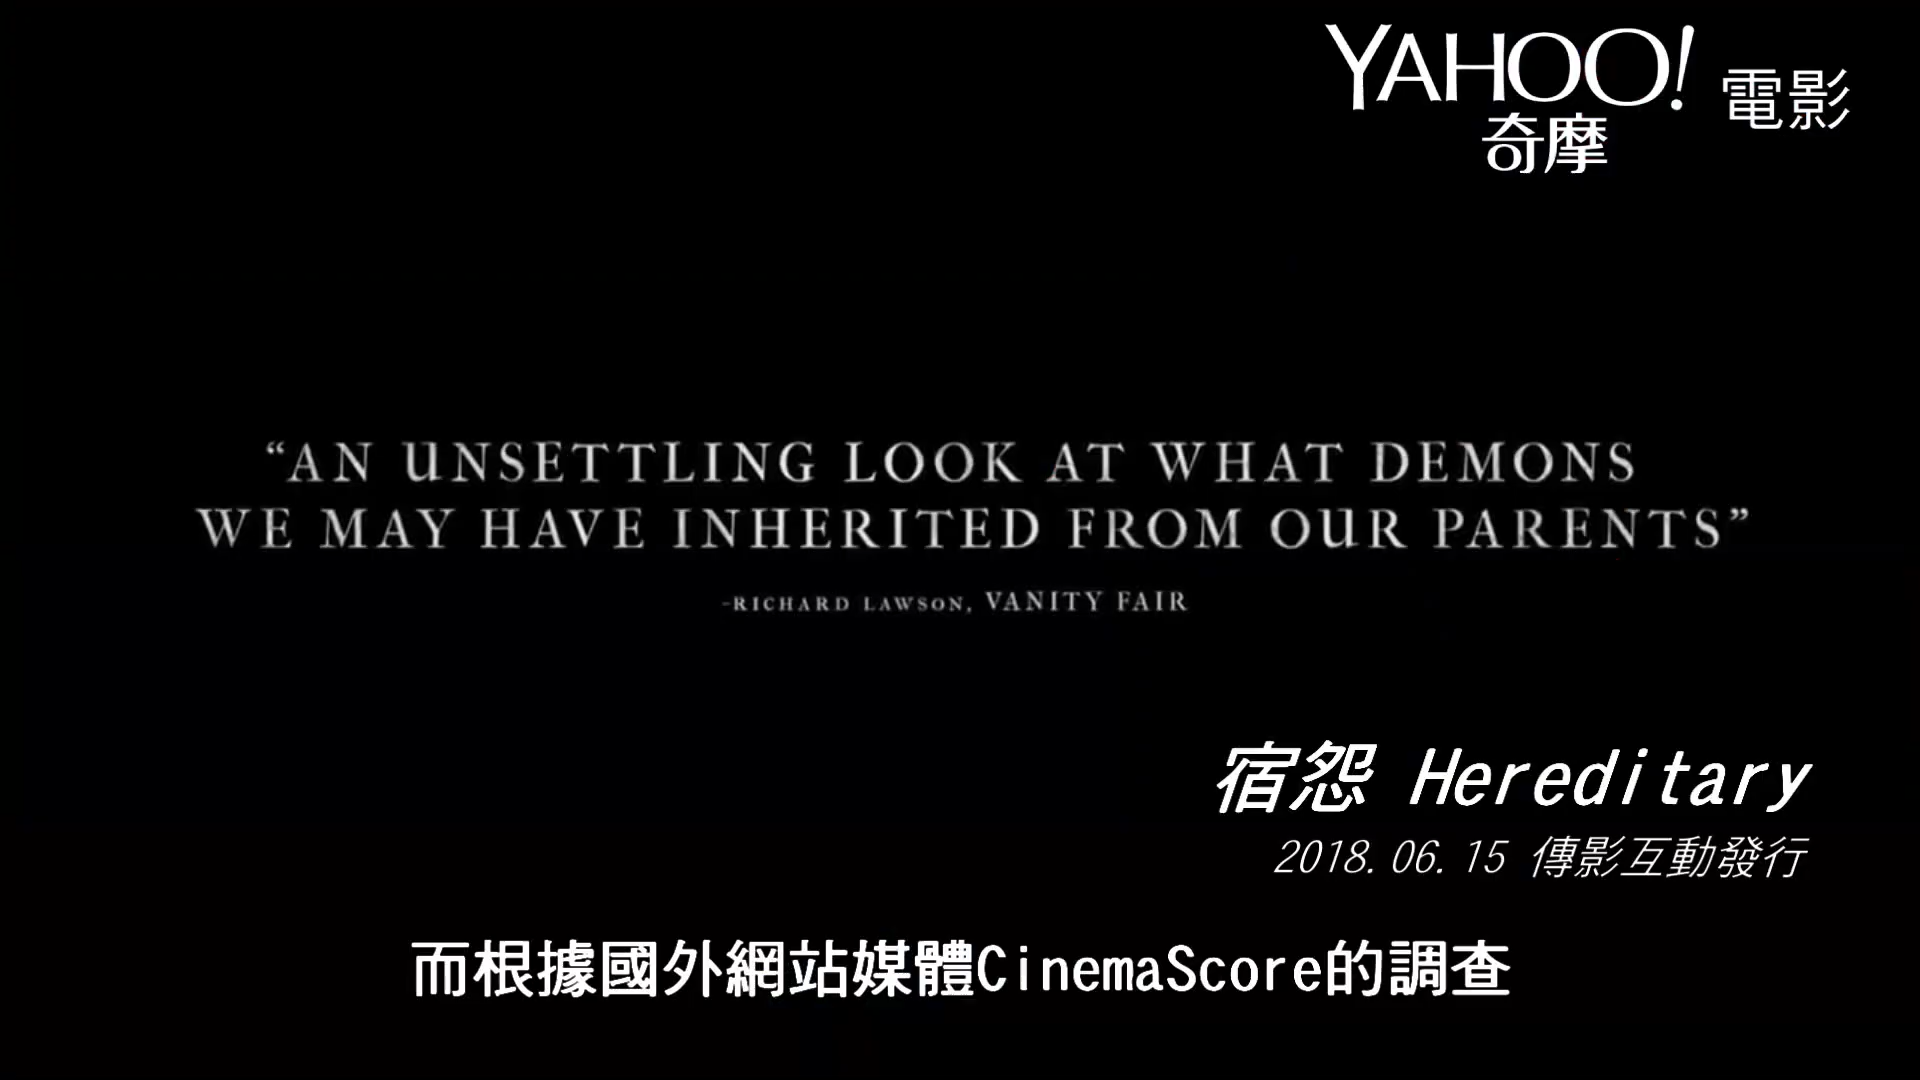 YAHOO!
奇摩
電影
“AN UNSETTLING LOOK AT WHAT DEMONS
WE MAY HAVE INHERITED FROM OUR PARENTS”
-RICHARD LAWSON, VANITY FAIR
宿怨 Hereditary
2018.06.15 傳影互動發行
而根據國外網站媒體CinemaScore的調查